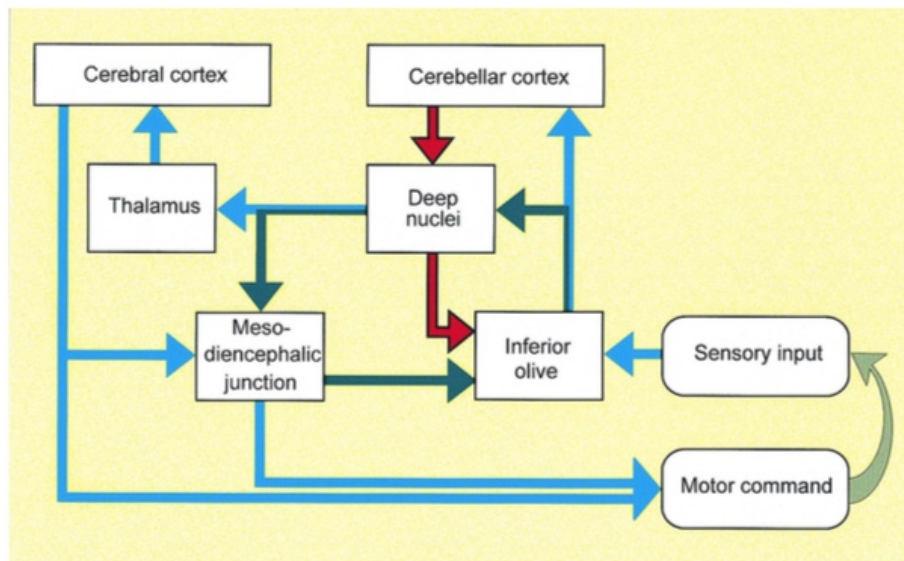 Cerebral cortex
Cerebellar cortex
Thalamus
Deep
nuclei
Meso-
diencephalic
junction
Inferior
olive
Sensory input
Motor command